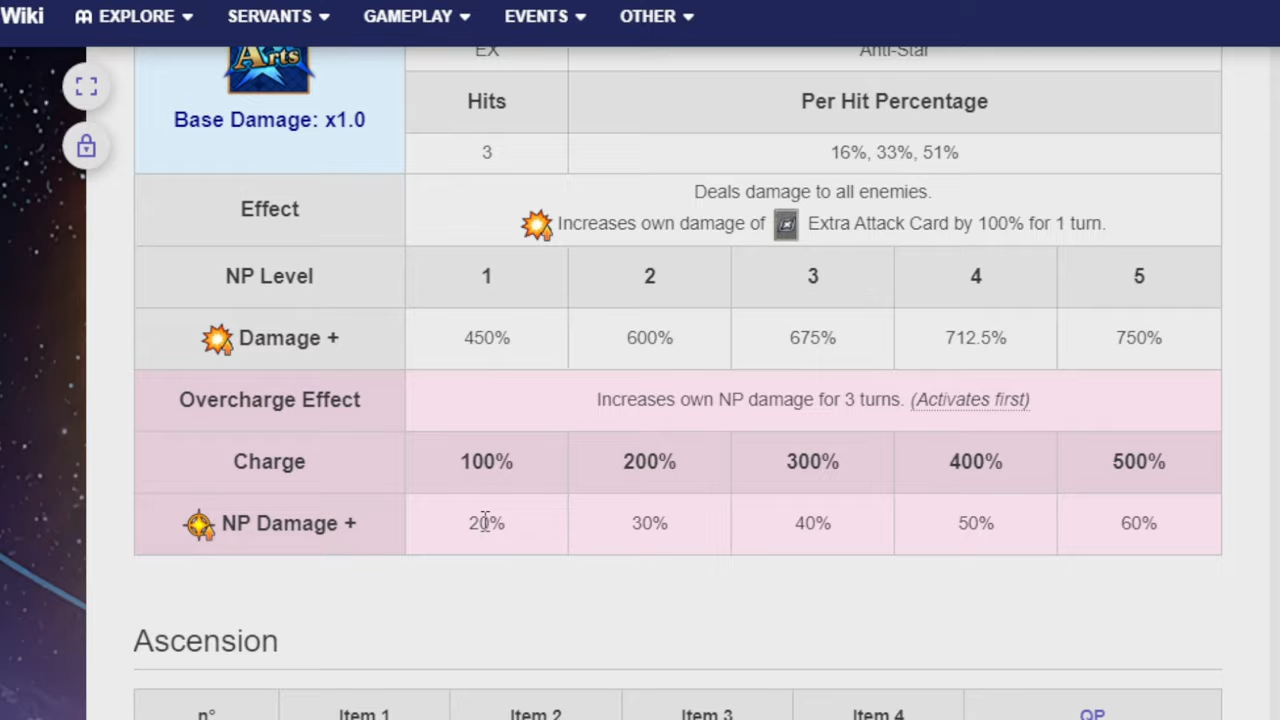 Wiki EXPLORE SERVANTS GAMEPLAY EVENTS OTHER
Arts EX Anti-Star
Base Damage: x1.0
Hits Per Hit Percentage
3 16%, 33%, 51%
Effect
Deals damage to all enemies.
Increases own damage of Extra Attack Card by 100% for 1 turn.
NP Level 1 2 3 4 5
Damage + 450% 600% 675% 712.5% 750%
Overcharge Effect Increases own NP damage for 3 turns. (Activates first)
Charge 100% 200% 300% 400% 500%
NP Damage + 20% 30% 40% 50% 60%
Ascension
n° Item 1 Item 2 Item 3 Item 4 QP